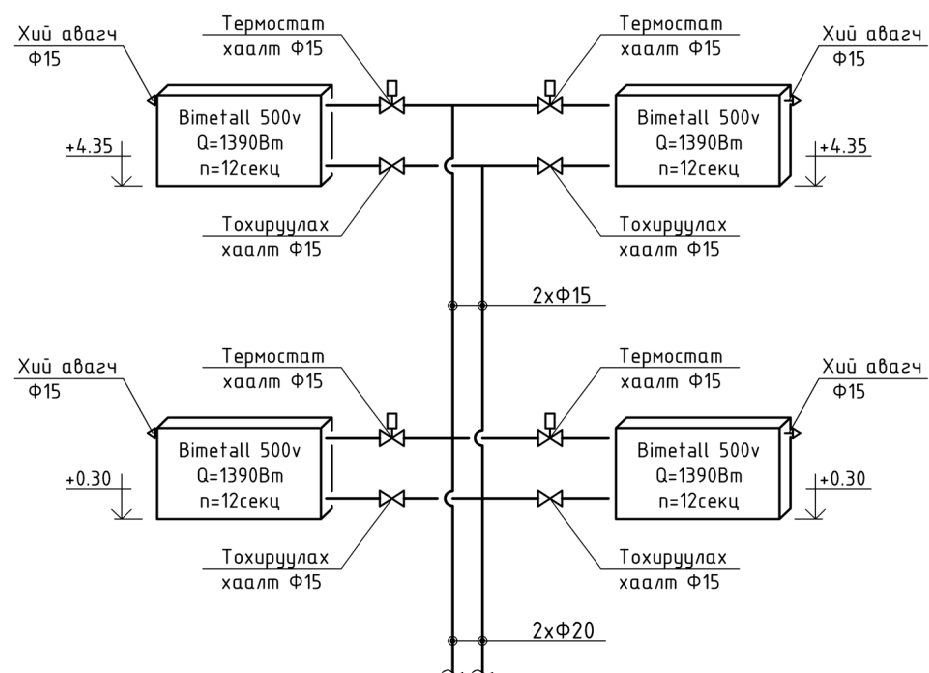 Хий авагч
Ф15
Термостат
хаалт Ф15
Термостат
хаалт Ф15
Хий авагч
Ф15
Bimetall 500v
Q=1390Вт
n=12секц
+4.35
Bimetall 500v
Q=1390Вт
n=12секц
+4.35
Тохируулах
хаалт Ф15
Тохируулах
хаалт Ф15
2xФ15
Хий авагч
Ф15
Термостат
хаалт Ф15
Термостат
хаалт Ф15
Хий авагч
Ф15
Bimetall 500v
Q=1390Вт
n=12секц
+0.30
Bimetall 500v
Q=1390Вт
n=12секц
+0.30
Тохируулах
хаалт Ф15
Тохируулах
хаалт Ф15
2xФ20